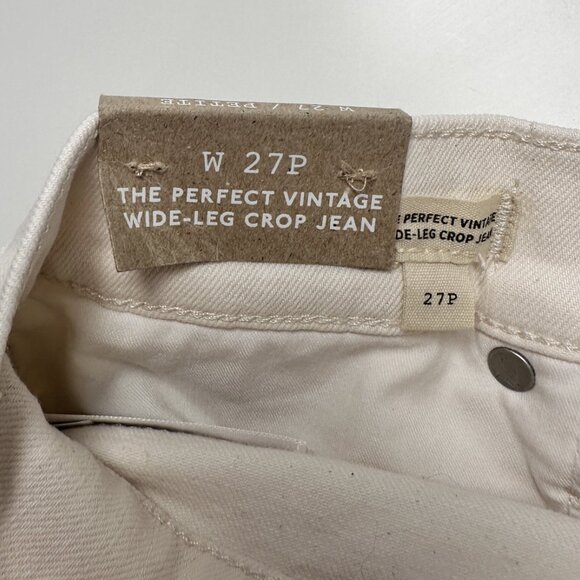 W 27 / PETITE
W 27P
THE PERFECT VINTAGE
WIDE-LEG CROP JEAN
E PERFECT VINTAGE
DE-LEG CROP JEAN
27P